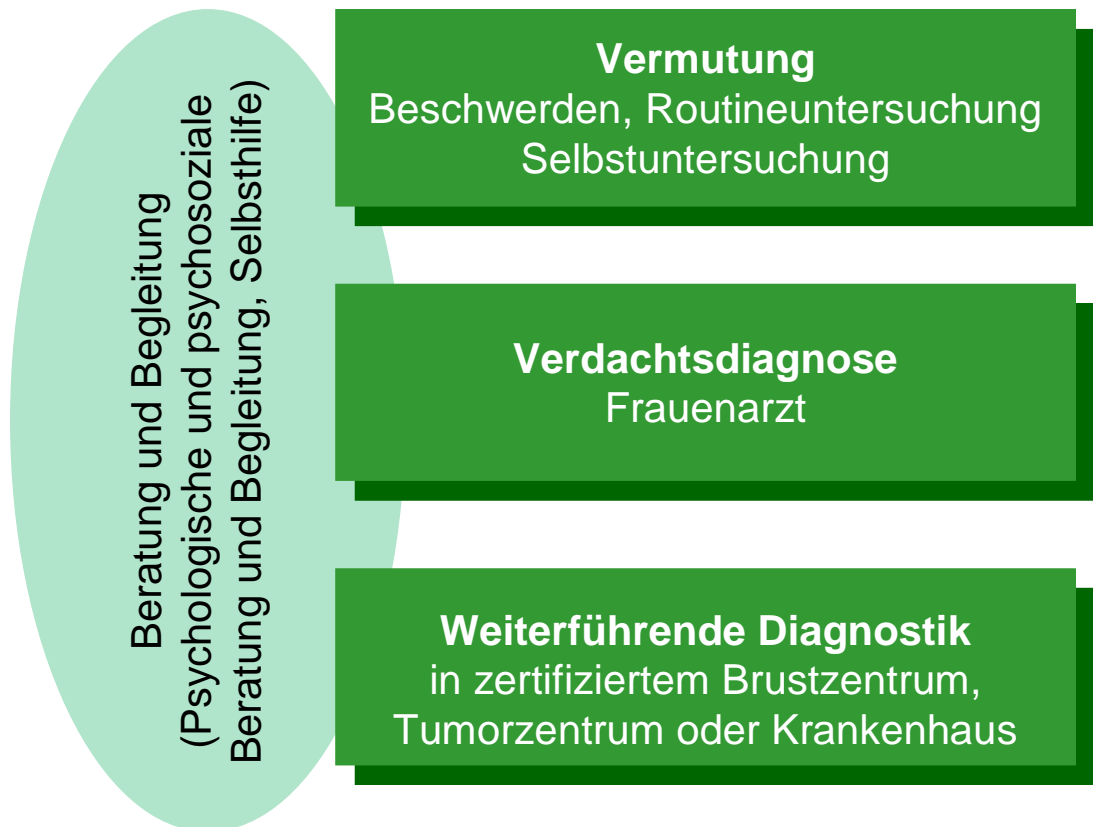 Beratung und Begleitung
(Psychologische und psychosoziale
Beratung und Begleitung, Selbsthilfe)
Vermutung
Beschwerden, Routineuntersuchung
Selbstuntersuchung
Verdachtsdiagnose
Frauenarzt
Weiterführende Diagnostik
in zertifiziertem Brustzentrum,
Tumorzentrum oder Krankenhaus